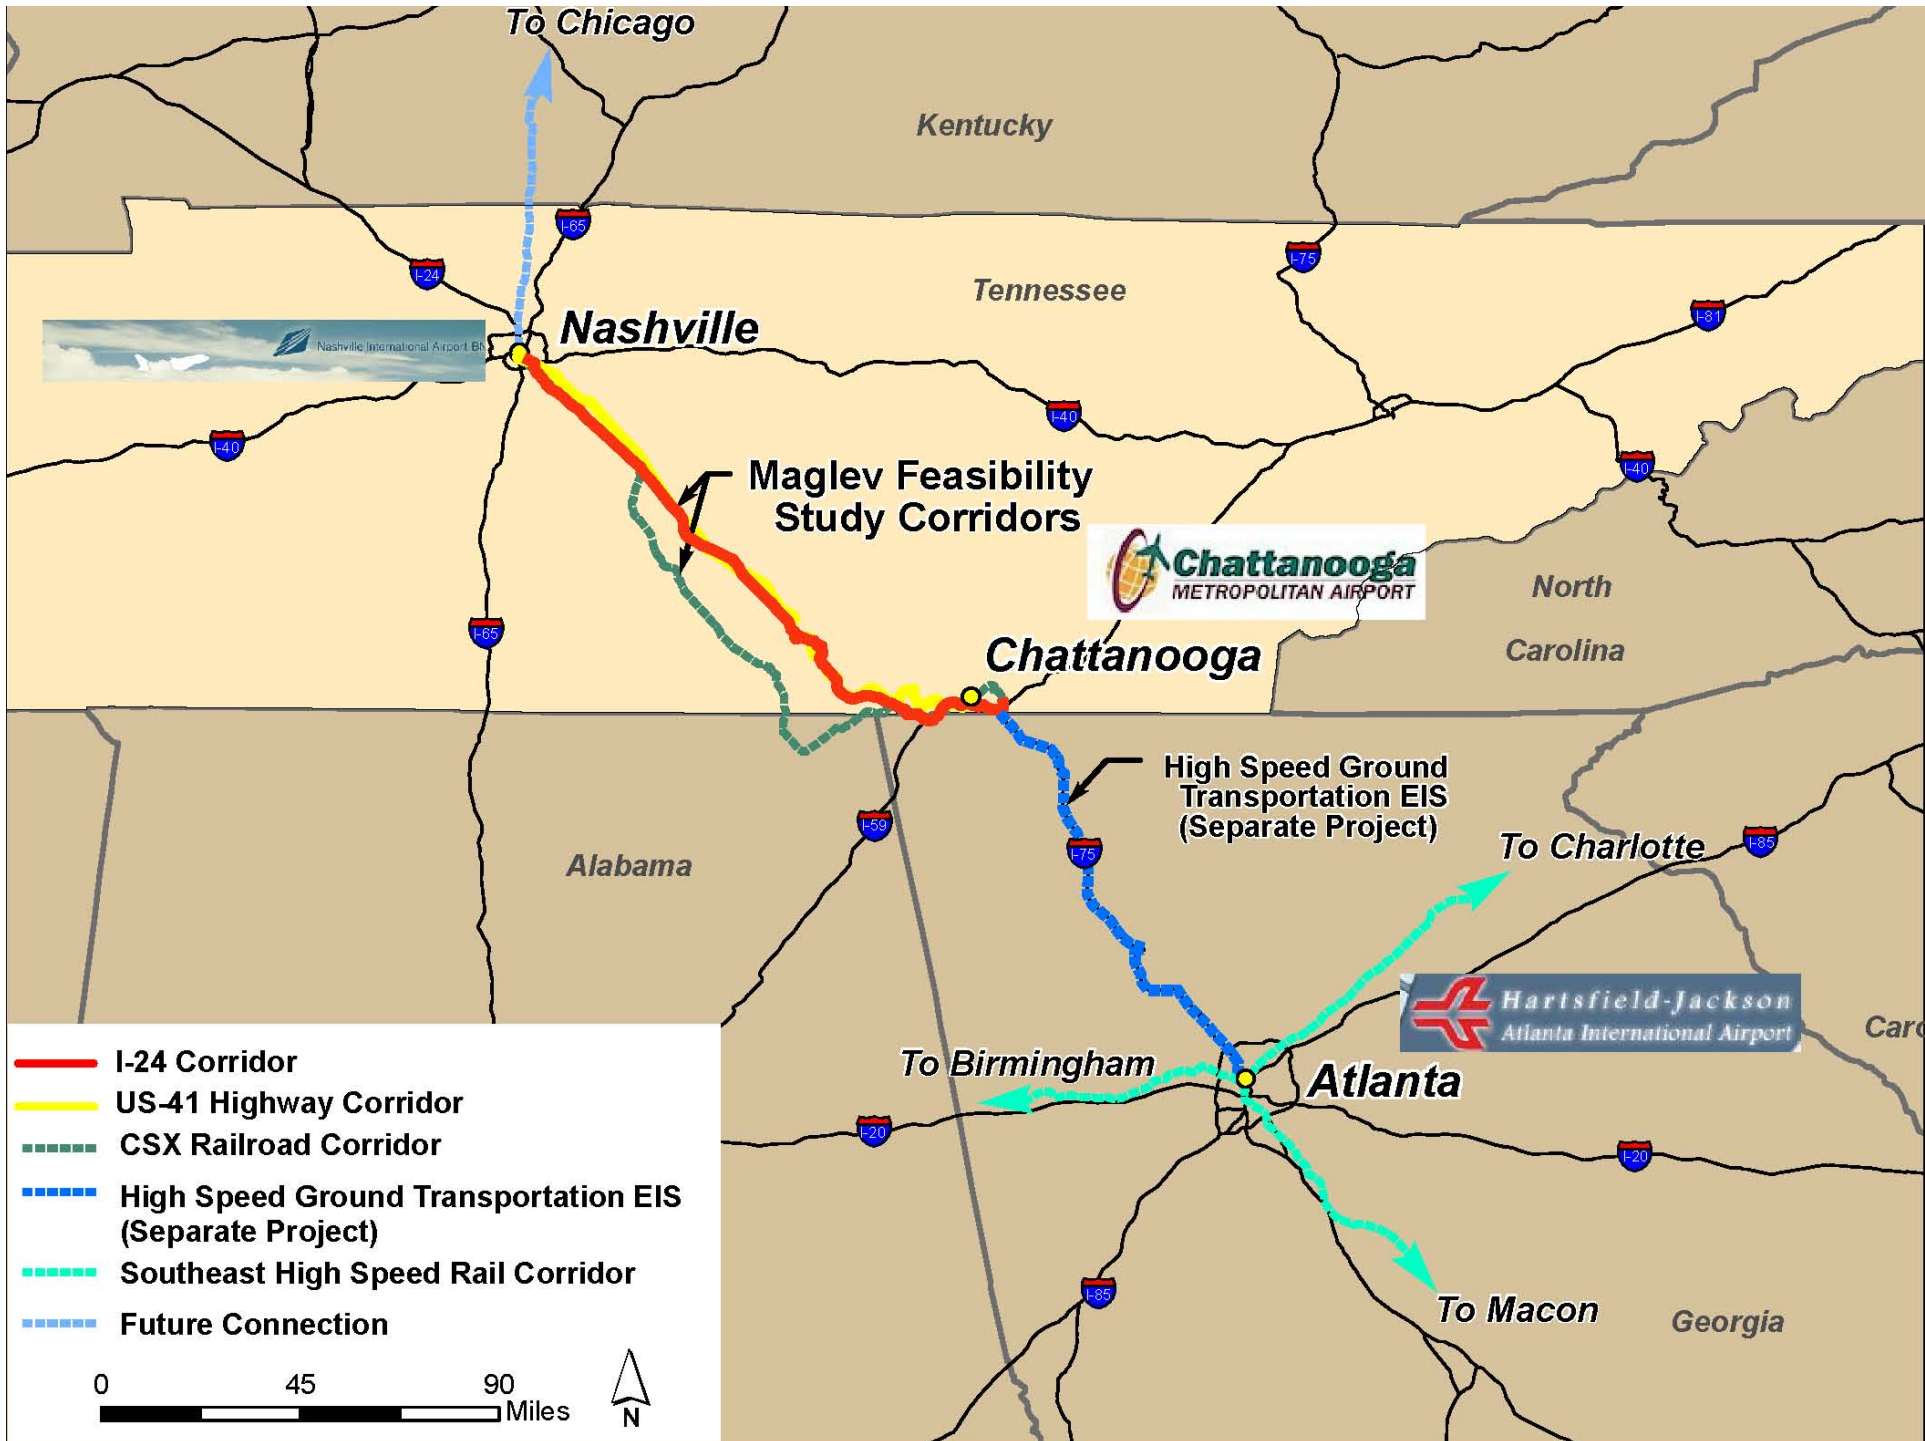 To Chicago
Kentucky
I-65
I-24
I-75
Tennessee
I-81
Nashville
Nashville International Airport BN
I-40
I-40
I-40
Maglev Feasibility
Study Corridors
Chattanooga
METROPOLITAN AIRPORT
North
Carolina
I-65
Chattanooga
High Speed Ground
Transportation EIS
(Separate Project)
I-59
I-75
To Charlotte
I-85
Alabama
Hartsfield-Jackson
Atlanta International Airport
Caro
To Birmingham
Atlanta
I-20
I-20
I-85
To Macon
Georgia
I-24 Corridor
US-41 Highway Corridor
CSX Railroad Corridor
High Speed Ground Transportation EIS
(Separate Project)
Southeast High Speed Rail Corridor
Future Connection
0 45 90
Miles
N